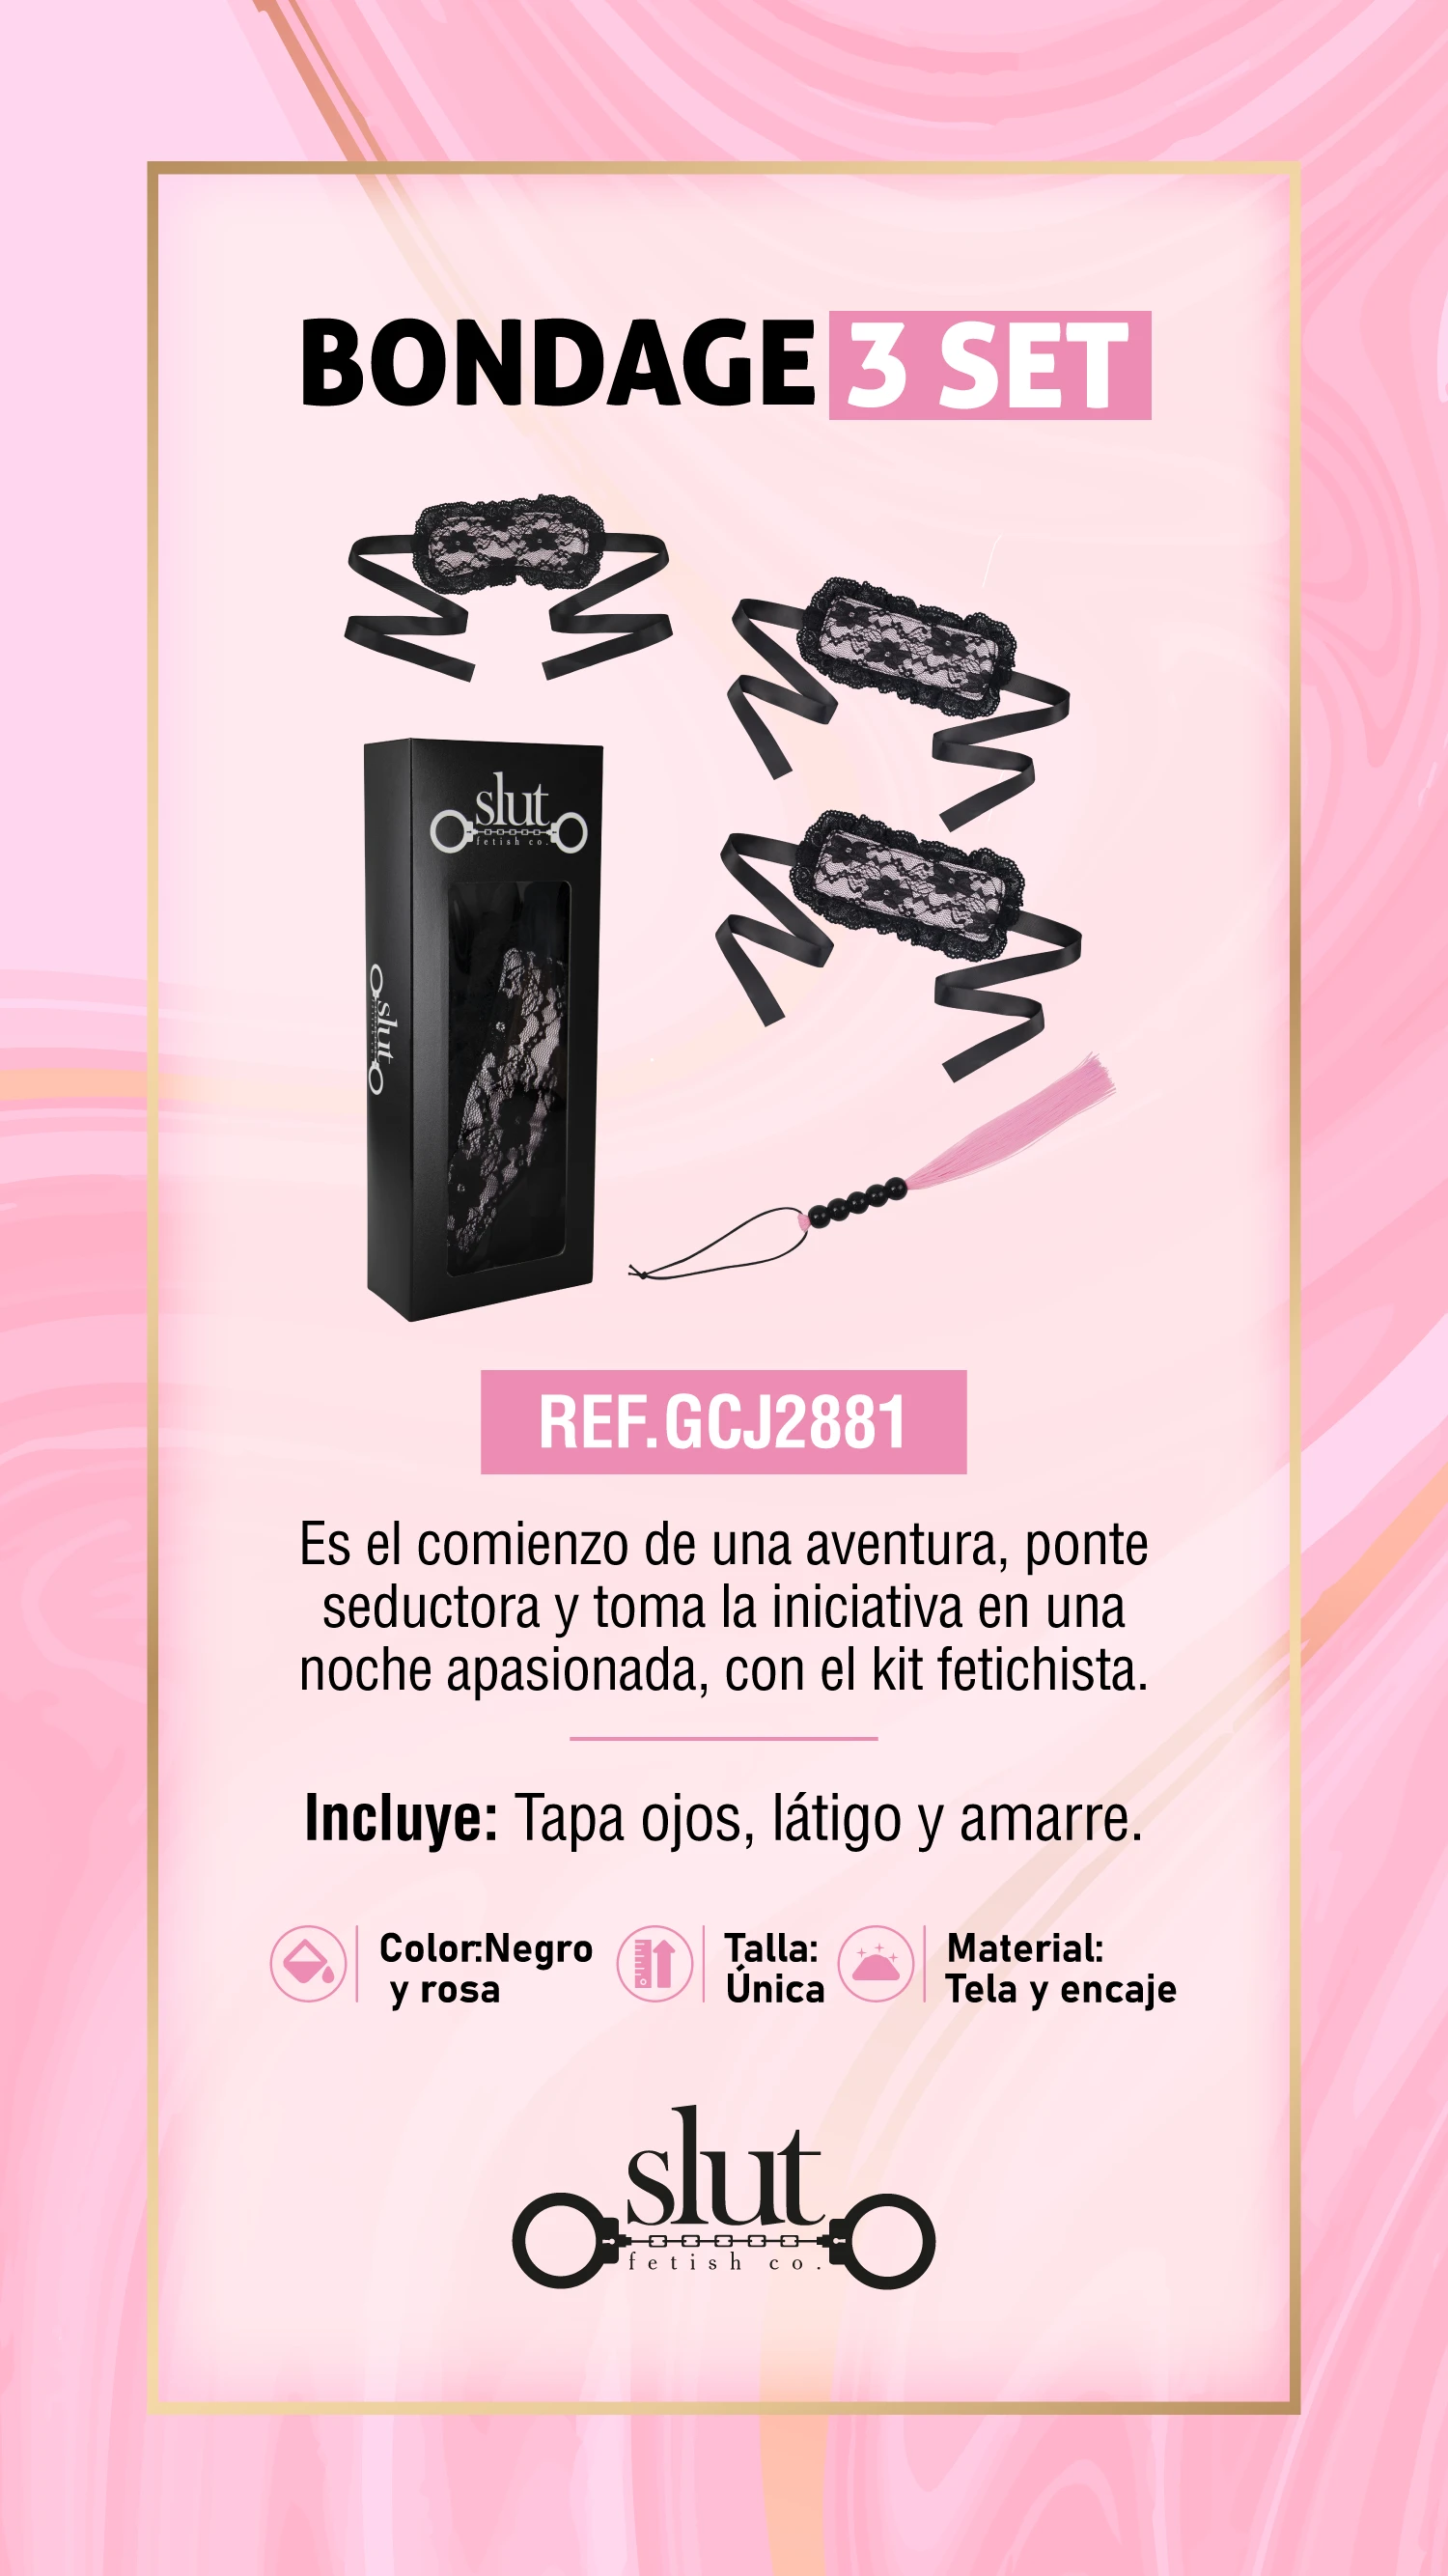 BONDAGE 3 SET
slut
fetish co.
slut
REF.GCJ2881
Es el comienzo de una aventura, ponte
seductora y toma la iniciativa en una
noche apasionada, con el kit fetichista.
Incluye: Tapa ojos, látigo y amarre.
Color:Negro
y rosa
Talla:
Única
Material:
Tela y encaje
slut
fetish co.